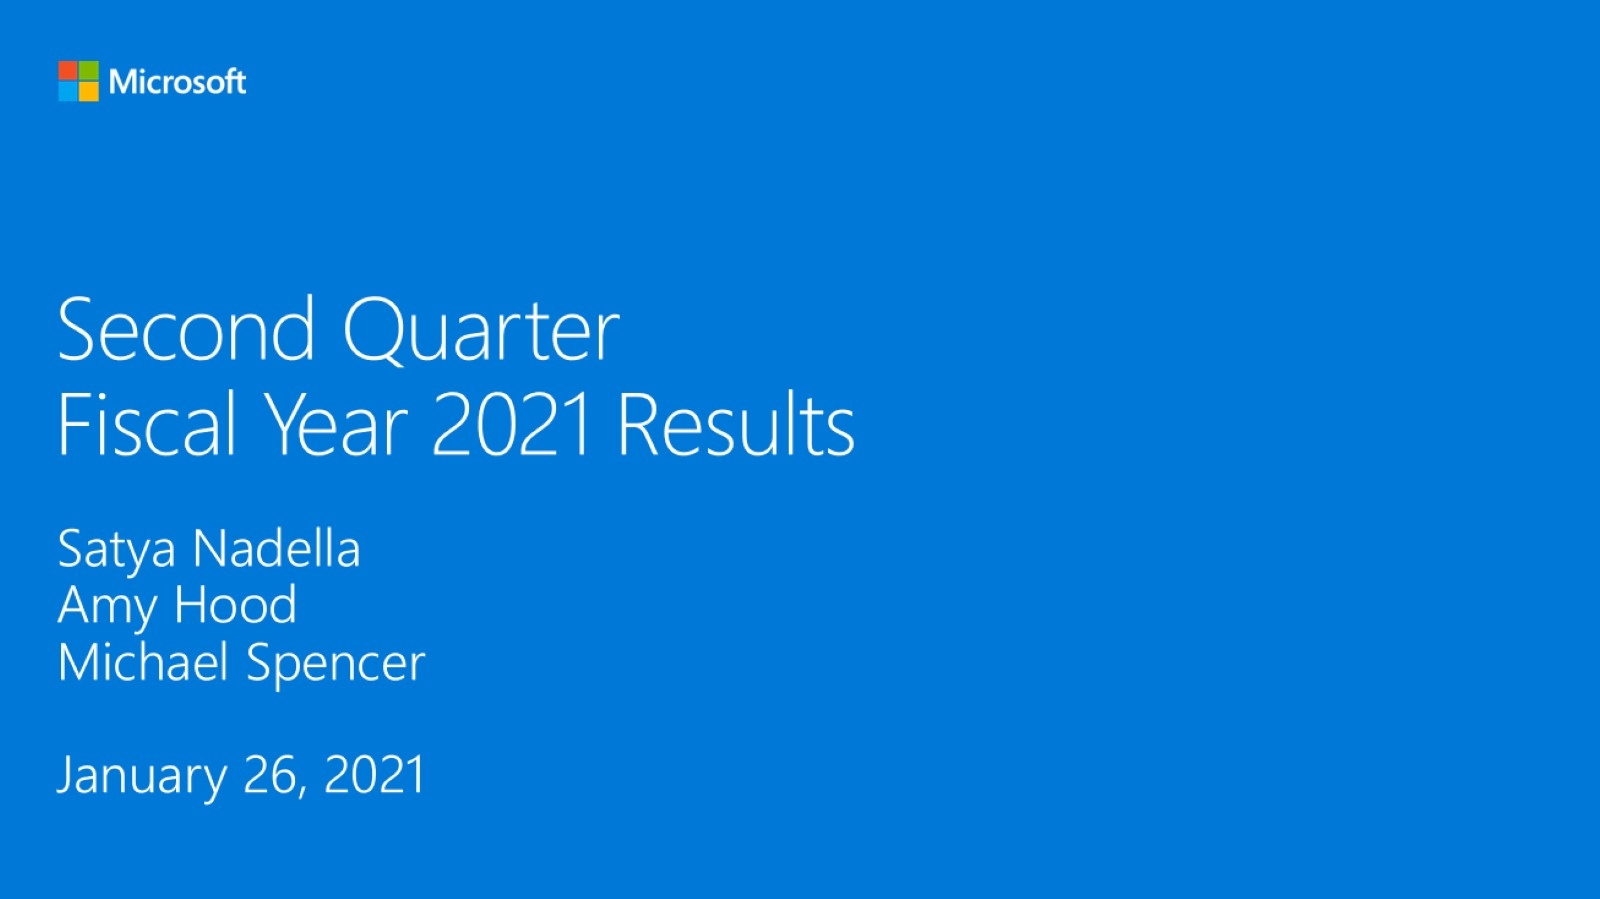 Microsoft
Second Quarter
Fiscal Year 2021 Results
Satya Nadella
Amy Hood
Michael Spencer
January 26, 2021